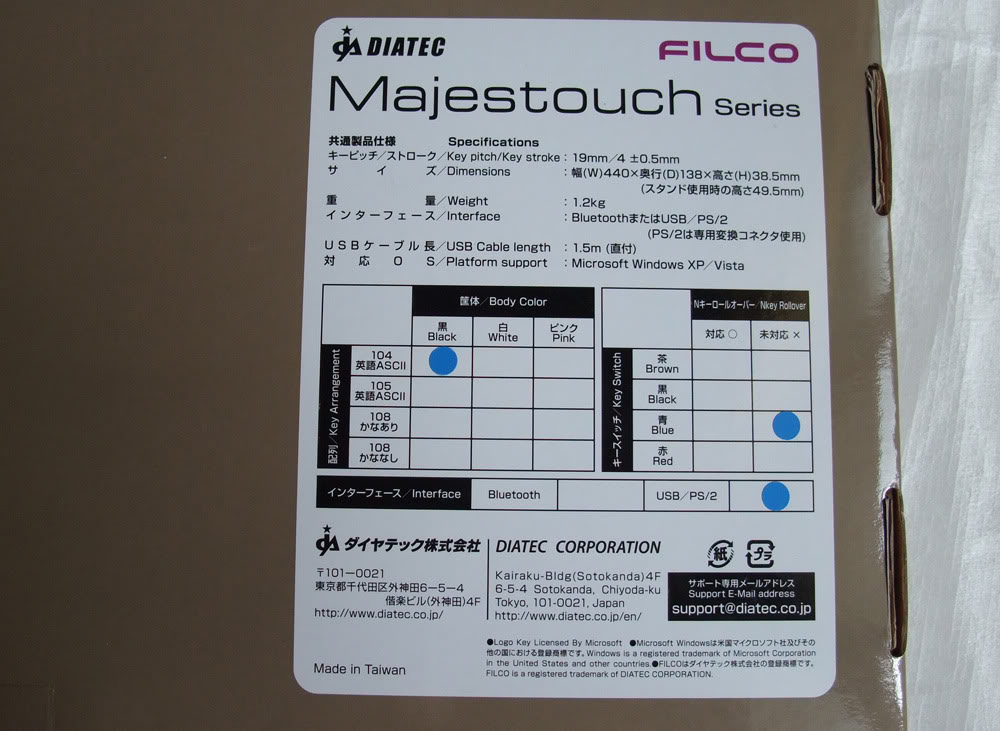 DIATEC
FILCO
Majestouch Series
共通製品仕様 Specifications
キーピッチ／ストローク／Key pitch/Key stroke : 19mm／4 ±0.5mm
サイズ／Dimensions : 幅(W)440×奥行(D)138×高さ(H)38.5mm
(スタンド使用時の高さ49.5mm)
重量／Weight : 1.2kg
インターフェース／Interface : BluetoothまたはUSB／PS/2
(PS/2は専用変換コネクタ使用)
USBケーブル長／USB Cable length : 1.5m (直付)
対応OS／Platform support : Microsoft Windows XP／Vista
筐体／Body Color
黒 白 ピンク
Black White Pink
配列／Key Arrangement
104
英語ASCII
105
英語ASCII
108
かなあり
108
かななし
Nキーロールオーバー／Nkey Rollover
対応 ○ 未対応 ×
キースイッチ／Key Switch
茶
Brown
黒
Black
青
Blue
赤
Red
インターフェース／Interface Bluetooth USB／PS/2
ダイヤテック株式会社
〒101－0021
東京都千代田区外神田6－5－4
偕楽ビル(外神田)4F
http://www.diatec.co.jp/
DIATEC CORPORATION
Kairaku-Bldg(Sotokanda)4F
6-5-4 Sotokanda, Chiyoda-ku
Tokyo, 101-0021, Japan
http://www.diatec.co.jp/en/
紙 プラ
サポート専用メールアドレス
Support E-Mail address
support@diatec.co.jp
●Logo Key Licensed By Microsoft ●Microsoft Windowsは米国マイクロソフト社及びその
他の国における登録商標です。Windows is a registered trademark of Microsoft Corporation
in the United States and other countries.●FILCOはダイヤテック株式会社の登録商標です。
FILCO is a registered trademark of DIATEC CORPORATION.
Made in Taiwan